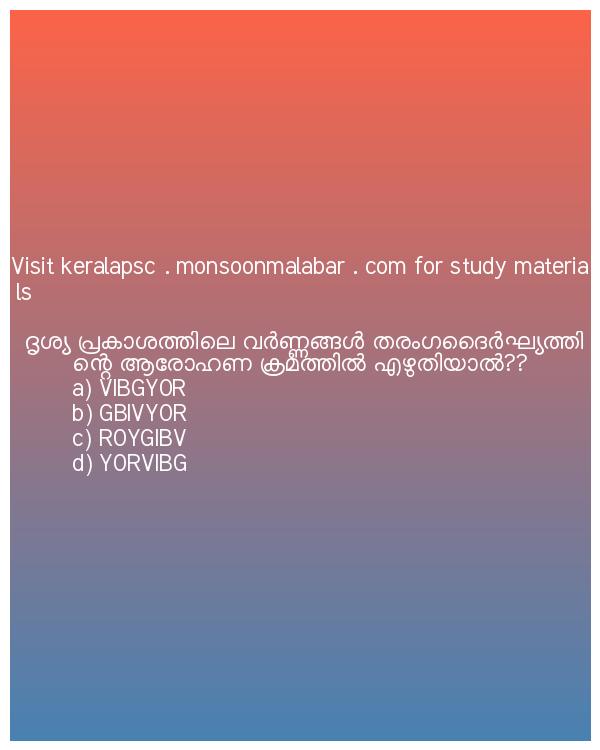 Visit keralapsc . monsoonmalabar . com for study materia
ls
ദൃശ്യ പ്രകാശത്തിലെ വർണ്ണങ്ങൾ തരംഗദൈർഘ്യത്തി
ന്റെ ആരോഹണ ക്രമത്തിൽ എഴുതിയാൽ??
a) VIBGYOR
b) GBIVYOR
c) ROYGIBV
d) YORVIBG